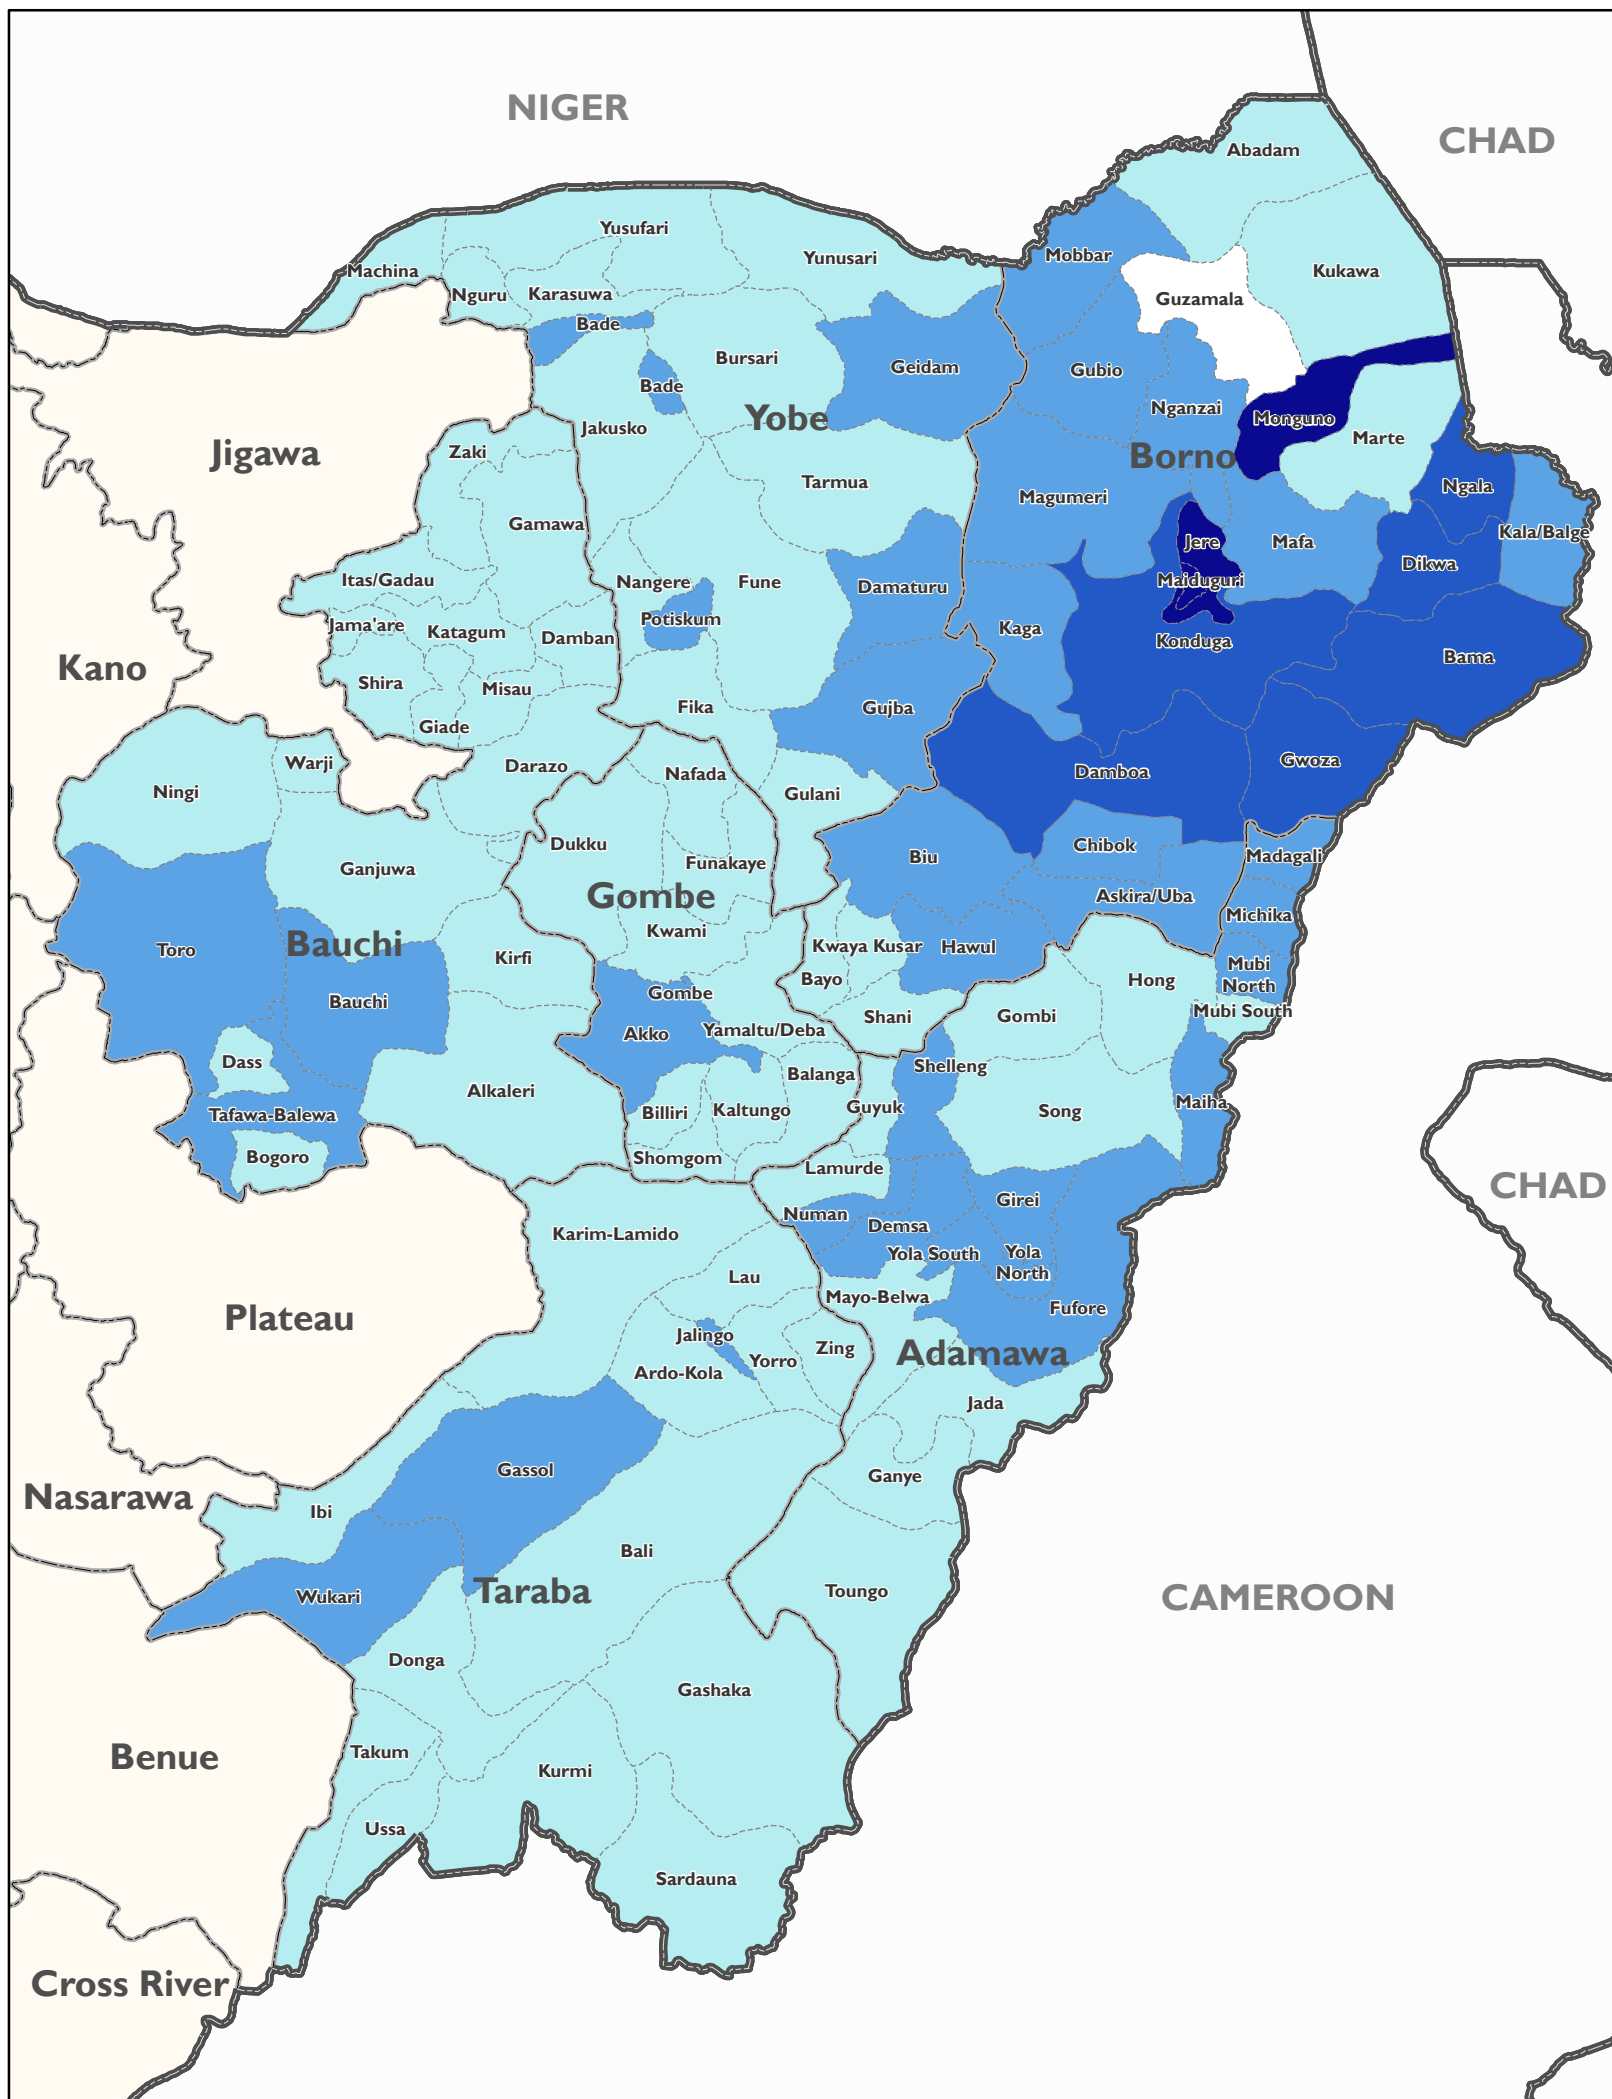 NIGER
CHAD
Abadam
Yusufari
Yunusari
Mobbar
Machina
Kukawa
Nguru
Karasuwa
Guzamala
Bade
Bursari
Geidam
Gubio
Bade
Nganzai
Monguno
Yobe
Jakusko
Marte
Jigawa
Zaki
Borno
Tarmua
Ngala
Magumeri
Gamawa
Kala/Balge
Jere
Mafa
Dikwa
Itas/Gadau
Nangere
Fune
Maiduguri
Damaturu
Potiskum
Jama'are
Katagum
Damban
Kaga
Konduga
Bama
Kano
Shira
Misau
Fika
Gujba
Giade
Warji
Darazo
Nafada
Damboa
Gwoza
Ningi
Gulani
Dukku
Chibok
Ganjuwa
Funakaye
Biu
Madagali
Gombe
Askira/Uba
Michika
Toro
Bauchi
Kwami
Kwaya Kusar
Hawul
Kirfi
Mubi
North
Bayo
Hong
Bauchi
Gombe
Mubi South
Shani
Gombi
Akko
Yamaltu/Deba
Dass
Shelleng
Balanga
Alkaleri
Maiha
Tafawa-Balewa
Billiri
Kaltungo
Guyuk
Song
Bogoro
Shomgom
Lamurde
CHAD
Girei
Numan
Demsa
Karim-Lamido
Yola South
Yola
North
Lau
Mayo-Belwa
Fufore
Plateau
Jalingo
Zing
Yorro
Adamawa
Ardo-Kola
Jada
Gassol
Ganye
Nasarawa
Ibi
Bali
Wukari
Taraba
Toungo
CAMEROON
Donga
Gashaka
Benue
Takum
Kurmi
Ussa
Sardauna
Cross River